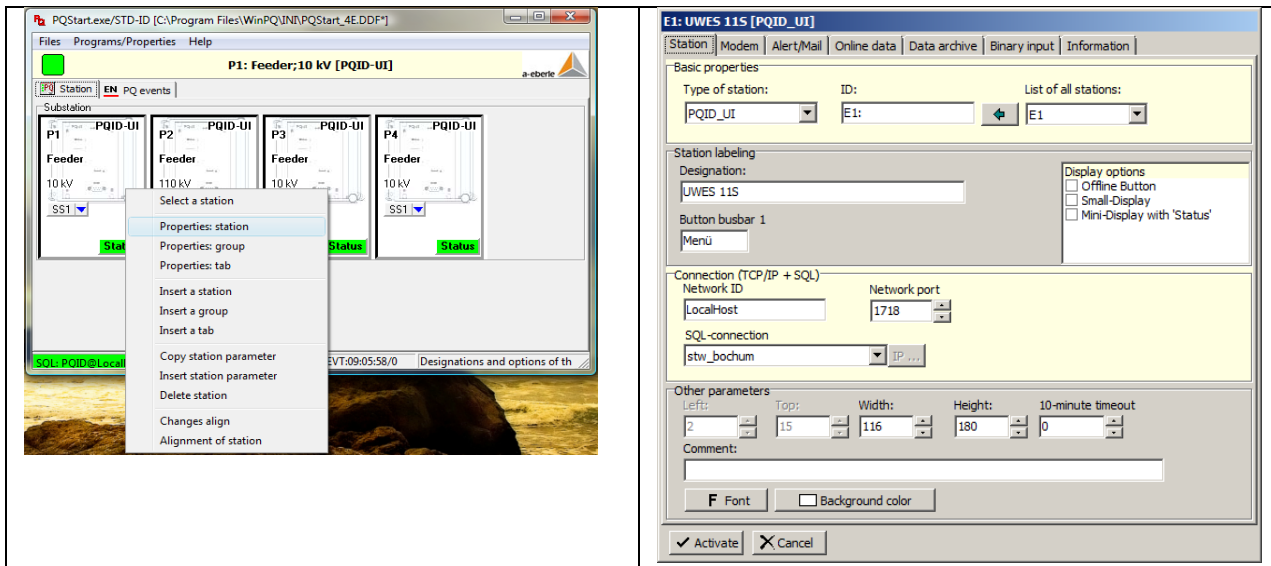 PQStart.exe/STD-ID [C:\Program Files\WinPQ\INI\PQStart_4E.DDF*]
Files Programs/Properties Help
P1: Feeder;10 kV [PQID-UI]
a-eberle
PQ Station EN PQ events
Substation
P1 PQID-UI P2 PQID-UI P3 PQID-UI P4 PQID-UI
Feeder Feeder Feeder Feeder
10 kV 110 kV 10 kV 10 kV
SS1 SS1
Stat Status Status
Select a station
Properties: station
Properties: group
Properties: tab
Insert a station
Insert a group
Insert a tab
Copy station parameter
Insert station parameter
Delete station
Changes align
Alignment of station
SQL: PQID@Locall EVT:09:05:58/0 Designations and options of th
E1: UWES 11S [PQID_UI]
Station Modem Alert/Mail Online data Data archive Binary input Information
Basic properties
Type of station: ID: List of all stations:
PQID_UI E1: E1
Station labeling
Designation:
UWES 11S
Button busbar 1
Menü
Display options
Offline Button
Small-Display
Mini-Display with 'Status'
Connection (TCP/IP + SQL)
Network ID Network port
LocalHost 1718
SQL-connection
stw_bochum IP ...
Other parameters
Left: Top: Width: Height: 10-minute timeout
2 15 116 180 0
Comment:
F Font Background color
Activate Cancel